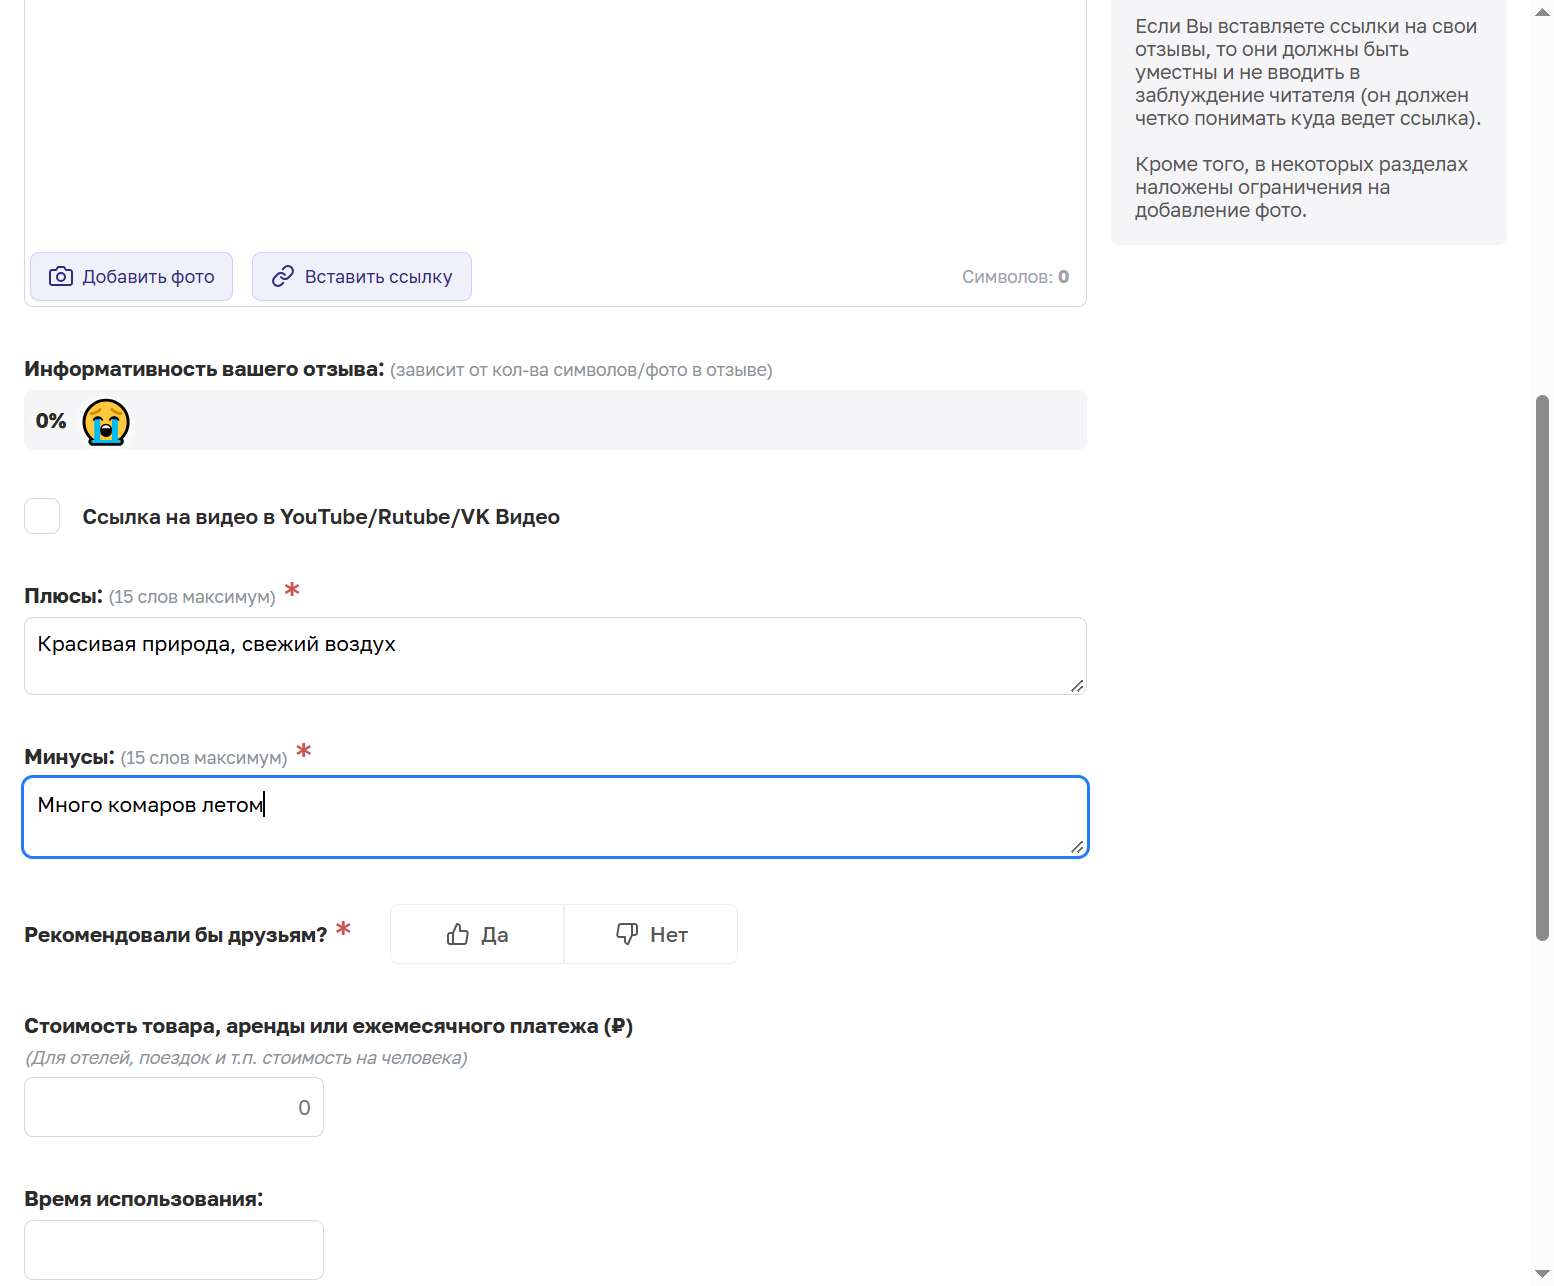 Если Вы вставляете ссылки на свои
отзывы, то они должны быть
уместны и не вводить в
заблуждение читателя (он должен
четко понимать куда ведет ссылка).
Кроме того, в некоторых разделах
наложены ограничения на
добавление фото.
Добавить фото Вставить ссылку Символов: 0
Информативность вашего отзыва: (зависит от кол-ва символов/фото в отзыве)
0%
Ссылка на видео в YouTube/Rutube/VK Видео
Плюсы: (15 слов максимум) *
Красивая природа, свежий воздух
Минусы: (15 слов максимум) *
Много комаров летом
Рекомендовали бы друзьям? * Да Нет
Стоимость товара, аренды или ежемесячного платежа (₽)
(Для отелей, поездок и т.п. стоимость на человека)
0
Время использования: